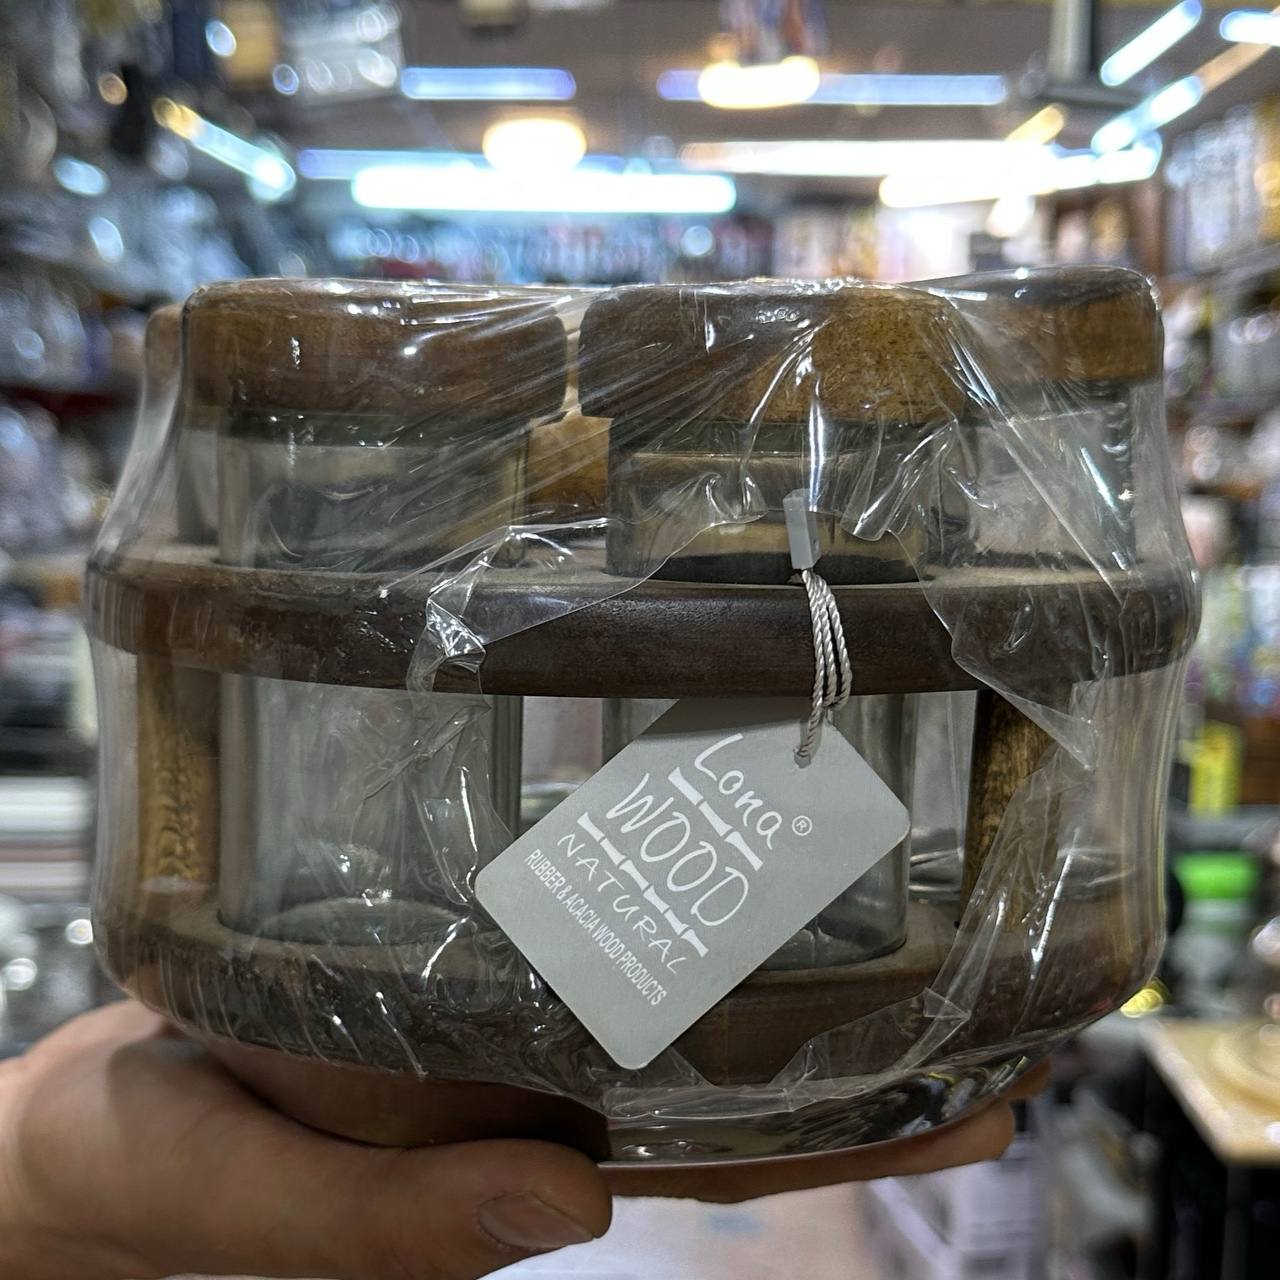 Lona®
WOOD
NATURAL
RUBBER & ACACIA WOOD PRODUCTS